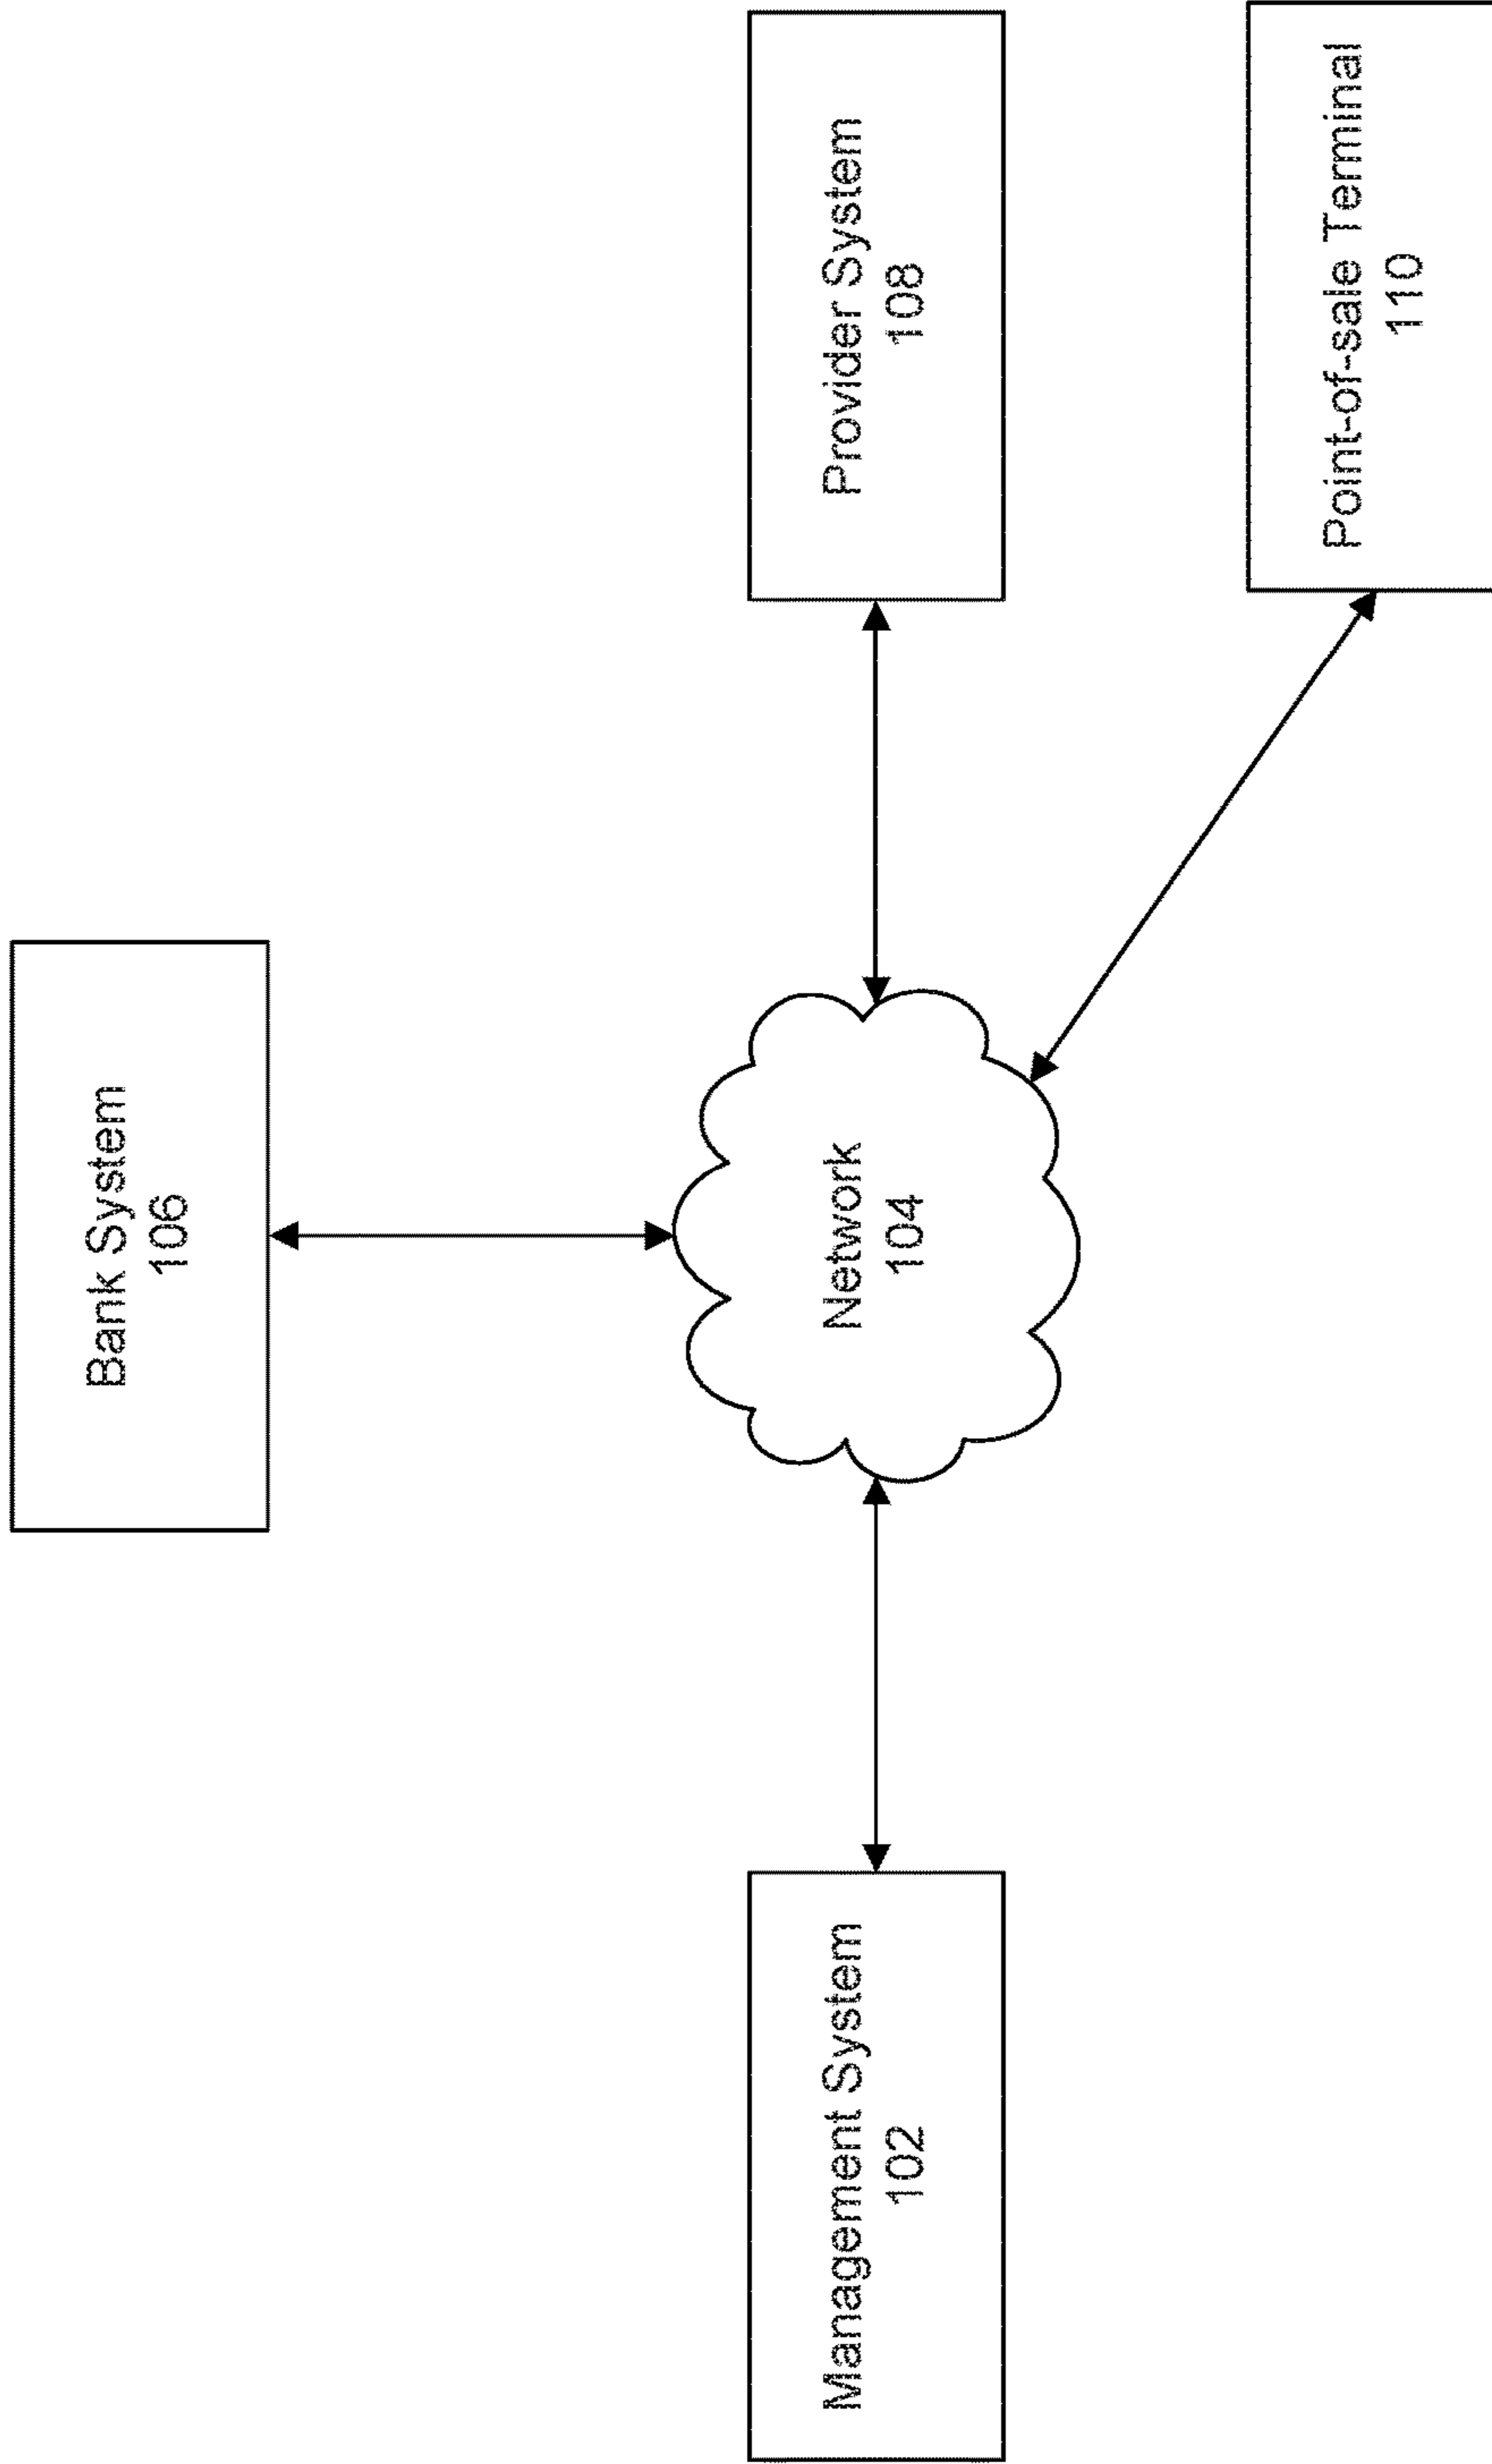 Bank System
106
Management System
102
Network
104
Provider System
108
Point-of-sale Terminal
110